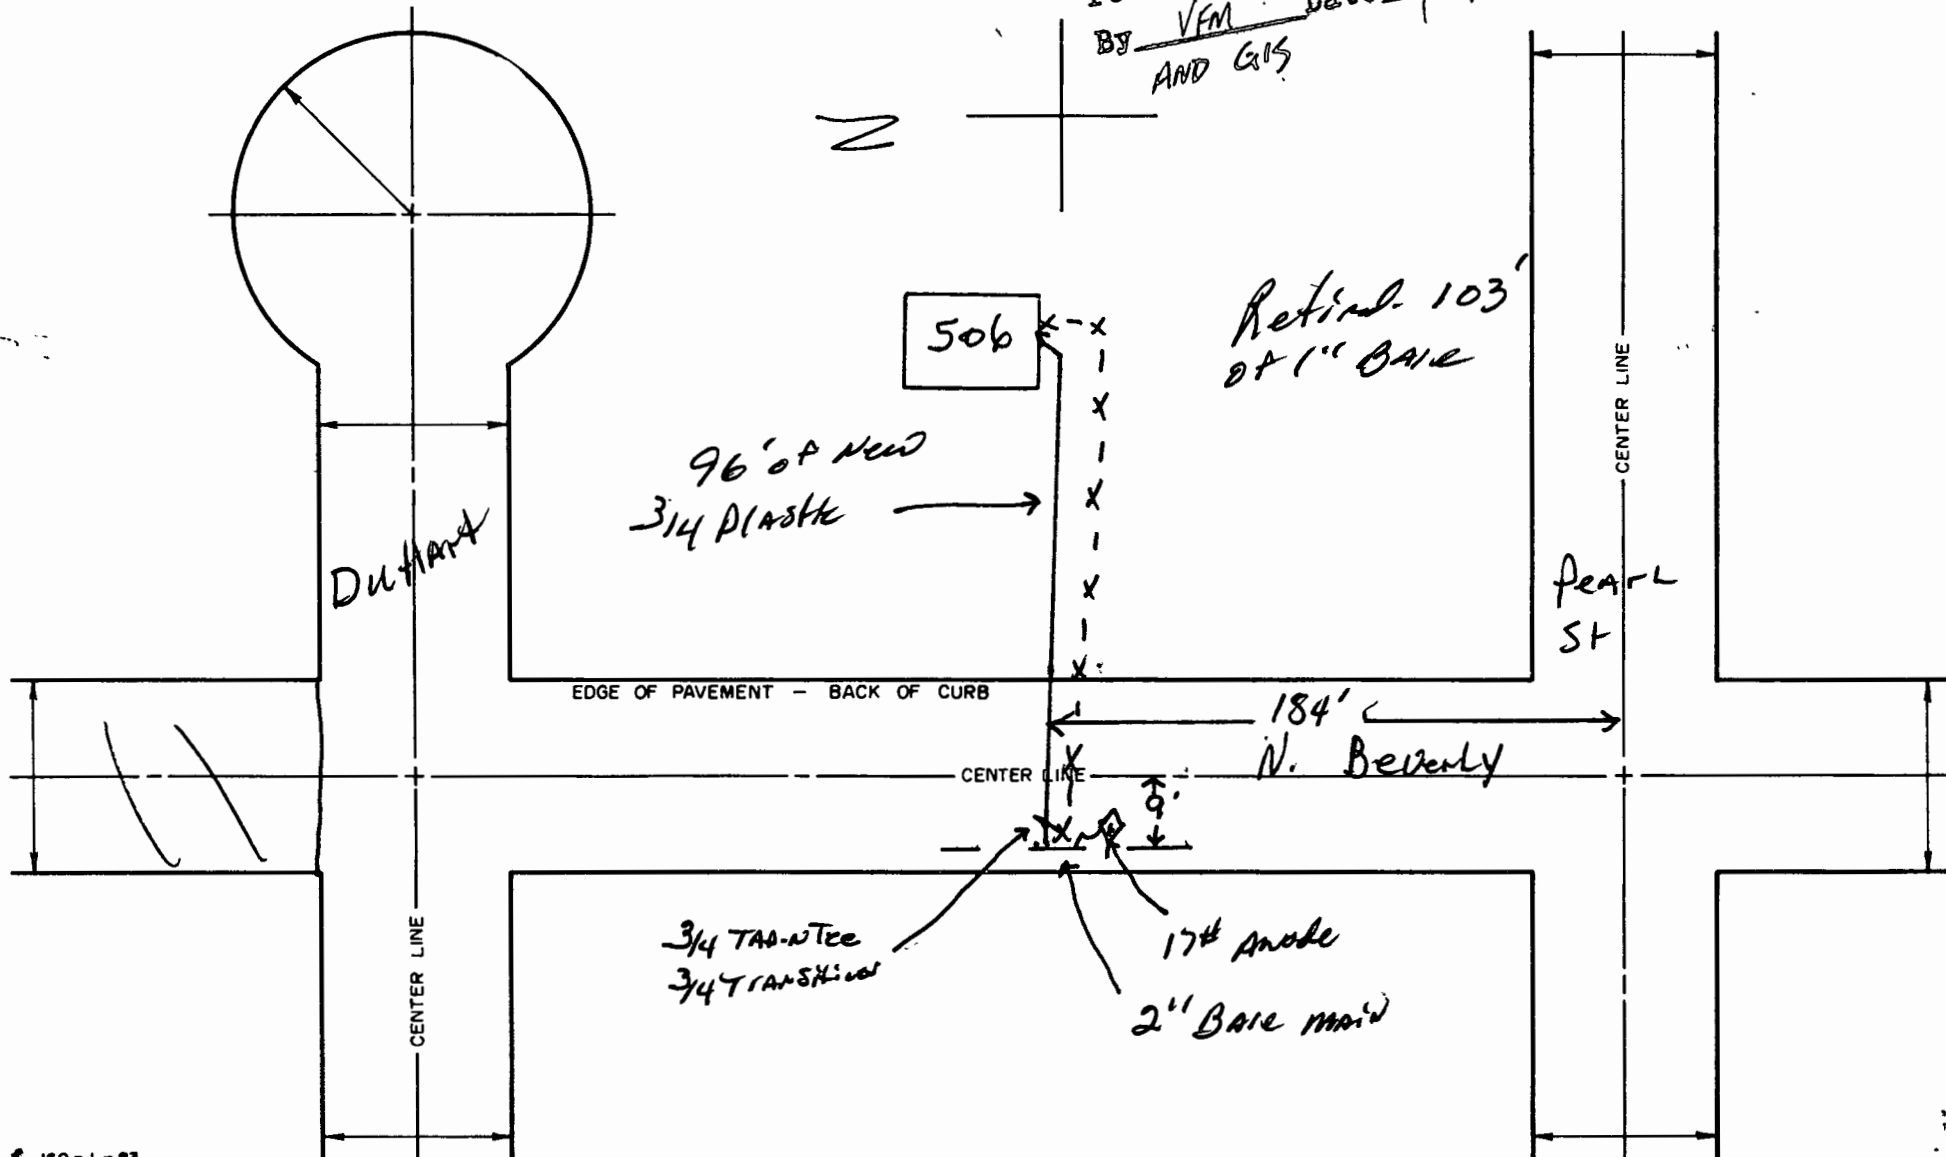 By VFM
AND GIS
N
506
Retired 103'
of 1" Bare
CENTER LINE
96' of New
3/4 Plastic
DuHart
Pearl
St
EDGE OF PAVEMENT - BACK OF CURB
184'
N. Beverly
CENTER LINE
9'
3/4 TAP-N Tee
3/4 Transition
17# Anode
2" Bare main
CENTER LINE